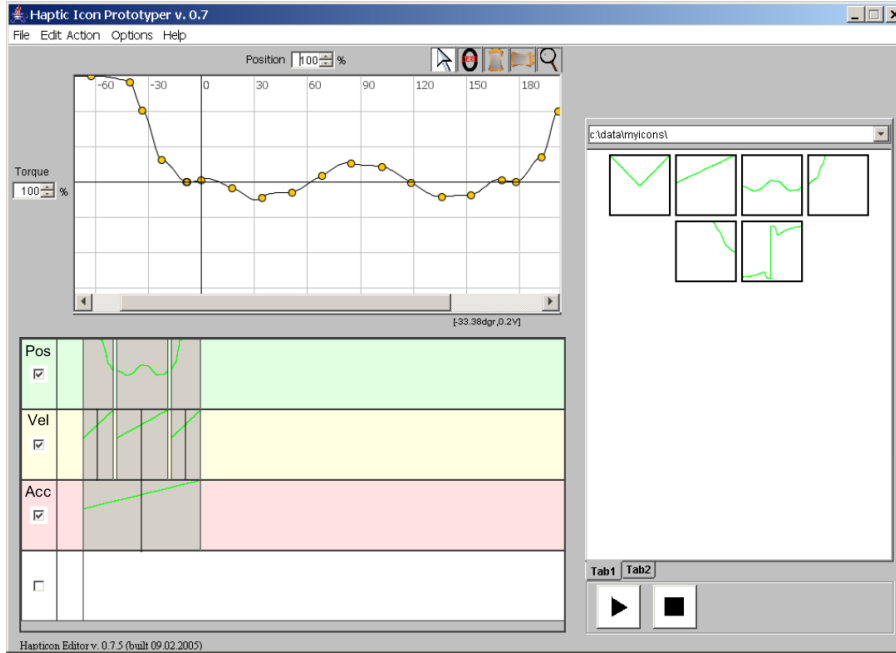 Haptic Icon Prototyper v. 0.7
File Edit Action Options Help
Position 100 %
-60 -30 0 30 60 90 120 150 180
Torque
100 %
[-33.38dgr,0.2V]
c:\data\myicons\
Pos
Vel
Acc
Tab1 Tab2
Hapticon Editor v. 0.7.5 (built 09.02.2005)